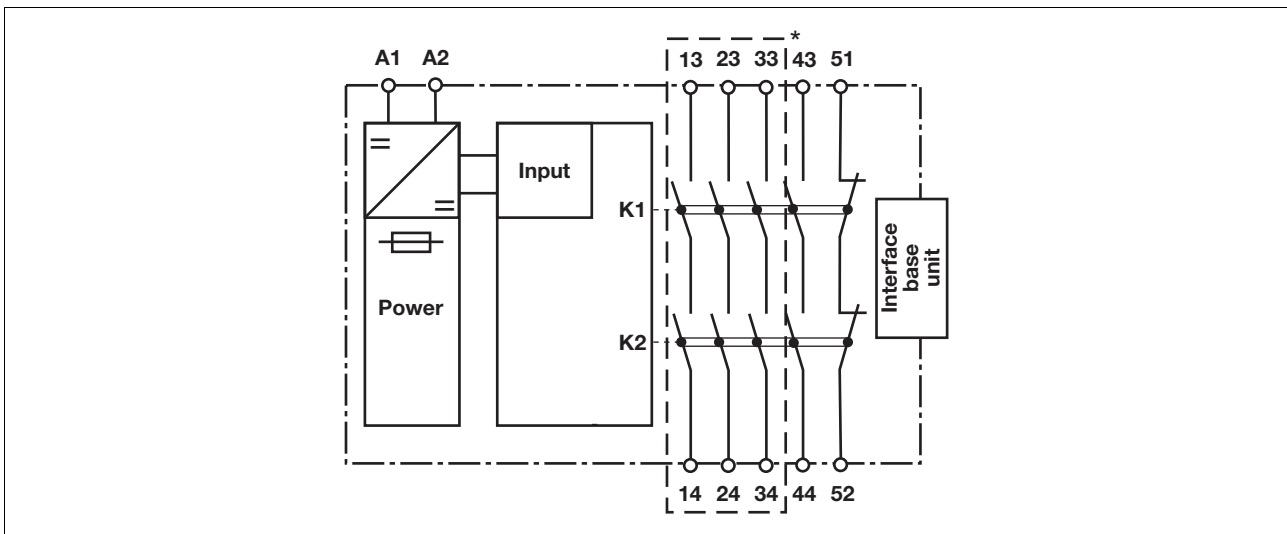 *
A1 A2 13 23 33 43 51
Input
K1
Interface
base
unit
Power
K2
14 24 34 44 52